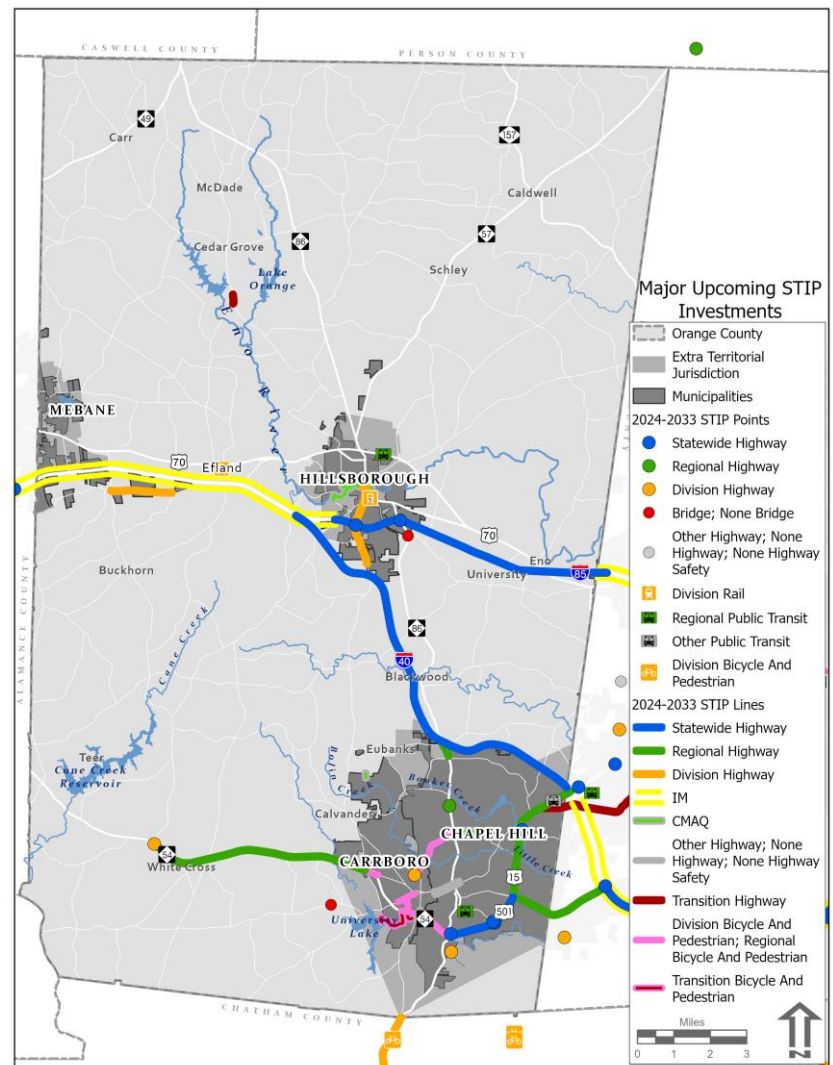 CASWELL COUNTY
PERSON COUNTY
49
Carr
157
McDade
Caldwell
57
86
Cedar Grove
Schley
Lake
Orange
Eno River
MEBANE
70
Efland
HILLSBOROUGH
70
Eno
University
85
Buckhorn
ALAMANCE COUNTY
Cane Creek
86
40
Blackwood
Teer
Cane Creek
Reservoir
Eubanks
Bolin Creek
Booker Creek
Calvander
CHAPEL HILL
Little Creek
54
White Cross
CARRBORO
15
501
54
University
Lake
CHATHAM COUNTY
Major Upcoming STIP
Investments
Orange County
Extra Territorial
Jurisdiction
Municipalities
2024-2033 STIP Points
Statewide Highway
Regional Highway
Division Highway
Bridge; None Bridge
Other Highway; None
Highway; None Highway
Safety
Division Rail
Regional Public Transit
Other Public Transit
Division Bicycle And
Pedestrian
2024-2033 STIP Lines
Statewide Highway
Regional Highway
Division Highway
IM
CMAQ
Other Highway; None
Highway; None Highway
Safety
Transition Highway
Division Bicycle And
Pedestrian; Regional
Bicycle And Pedestrian
Transition Bicycle And
Pedestrian
Miles
0 1 2 3
N